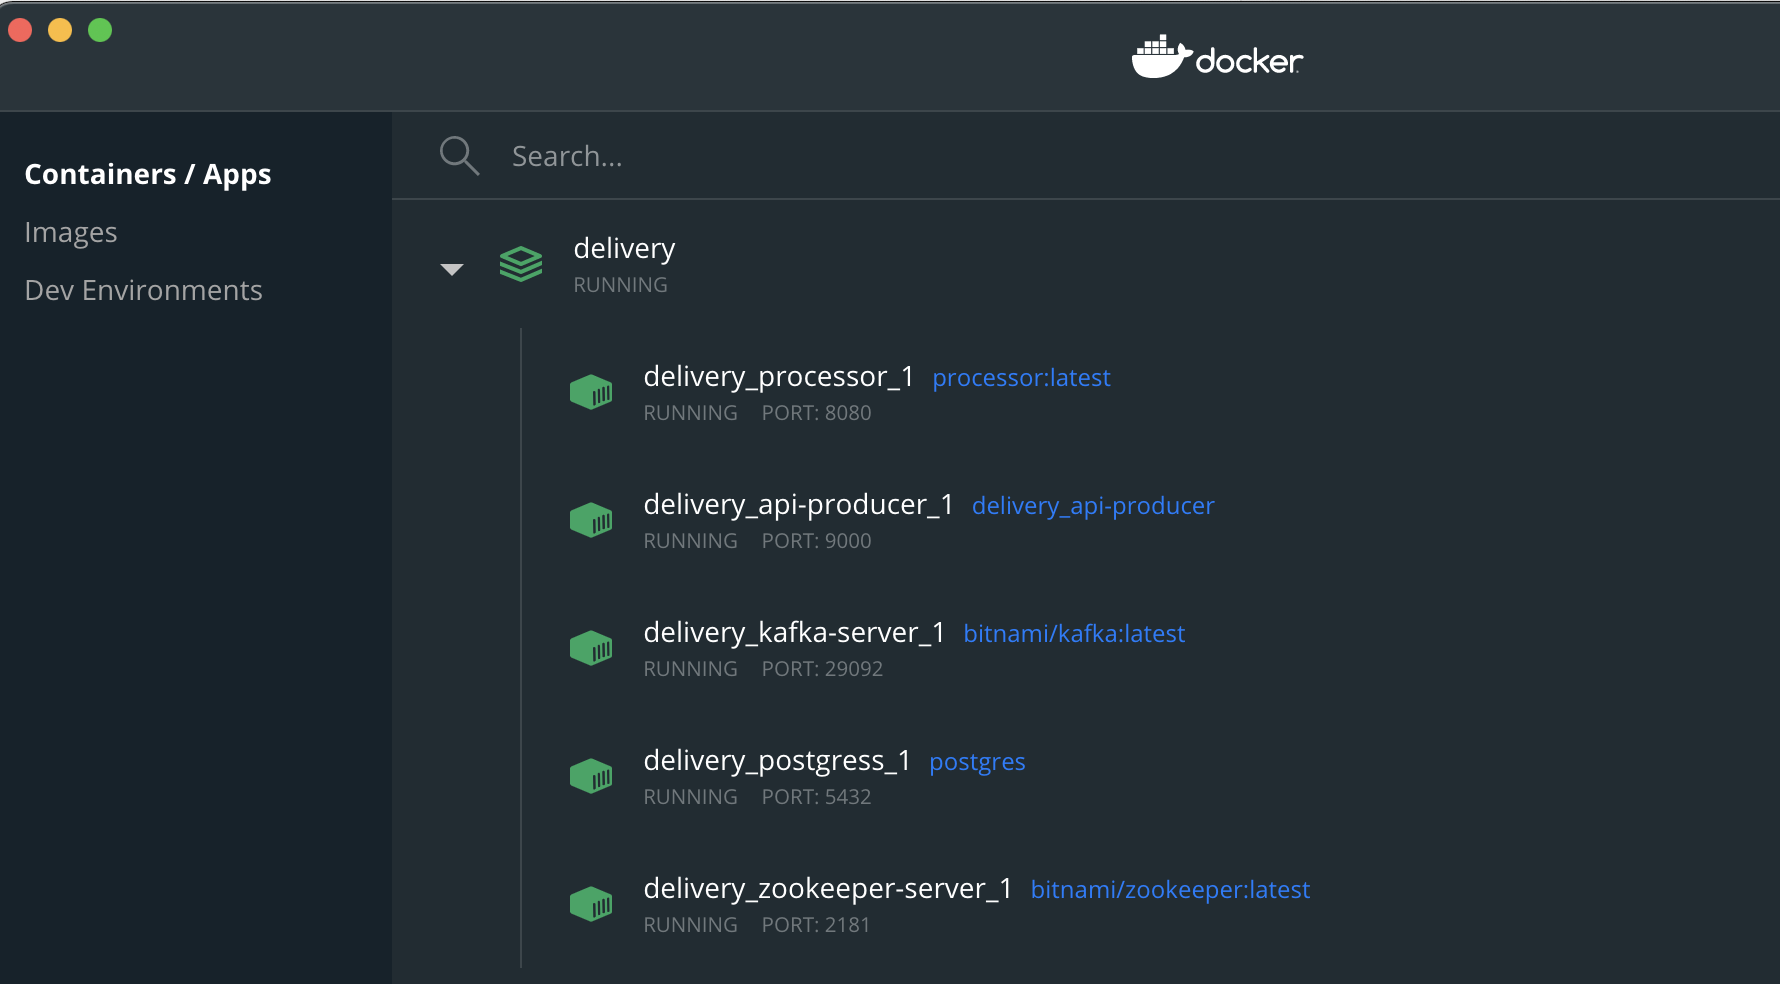 docker
Containers / Apps
Images
Dev Environments
Search...
delivery
RUNNING
delivery_processor_1 processor:latest
RUNNING PORT: 8080
delivery_api-producer_1 delivery_api-producer
RUNNING PORT: 9000
delivery_kafka-server_1 bitnami/kafka:latest
RUNNING PORT: 29092
delivery_postgress_1 postgres
RUNNING PORT: 5432
delivery_zookeeper-server_1 bitnami/zookeeper:latest
RUNNING PORT: 2181